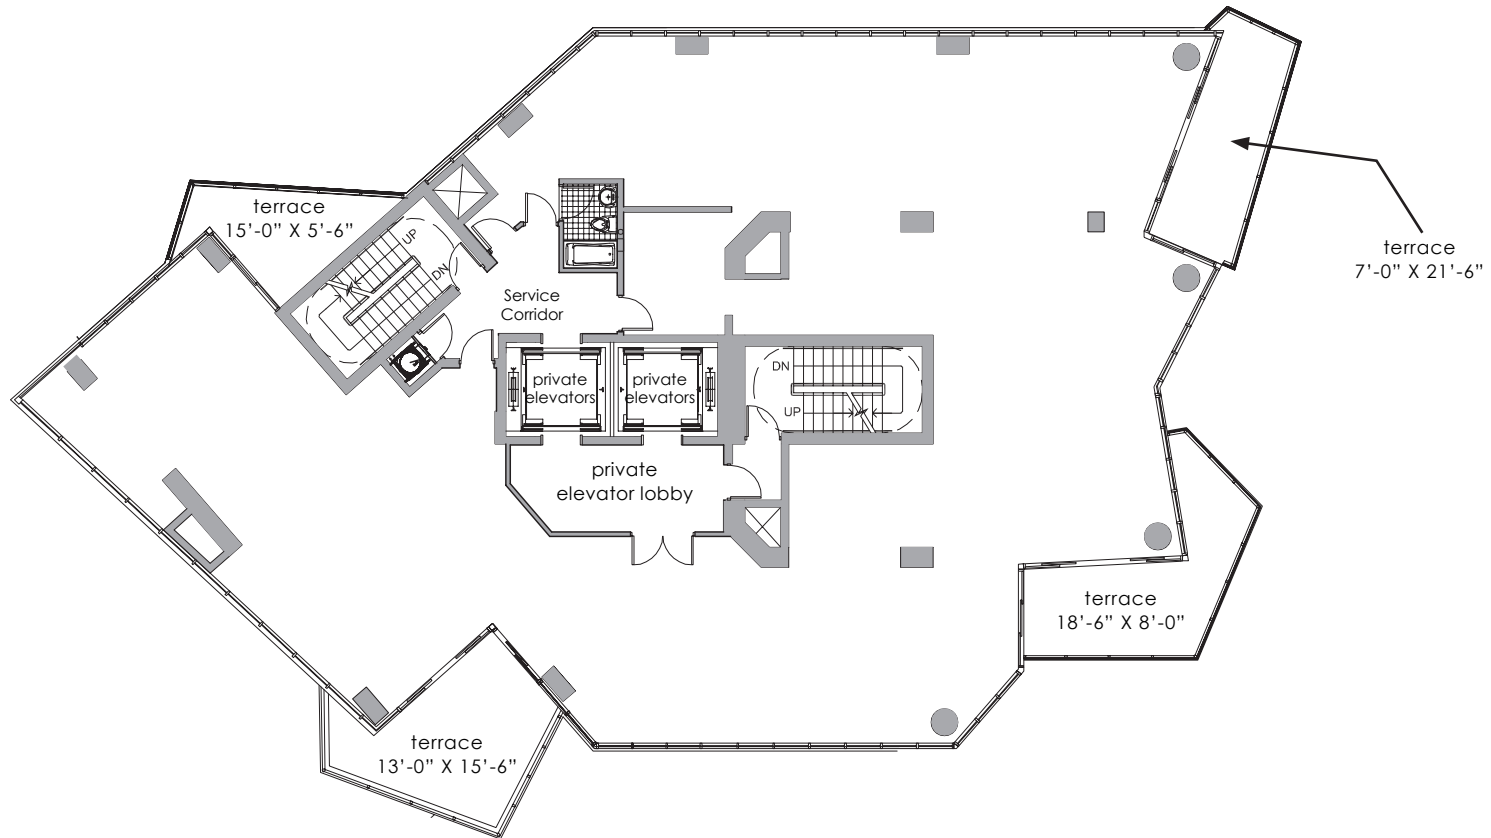 terrace
15’-0” X 5’-6”
UP
DN
Service
Corridor
terrace
7’-0” X 21’-6”
private
elevators
private
elevators
DN
UP
private
elevator lobby
terrace
18’-6” X 8’-0”
terrace
13’-0” X 15’-6”